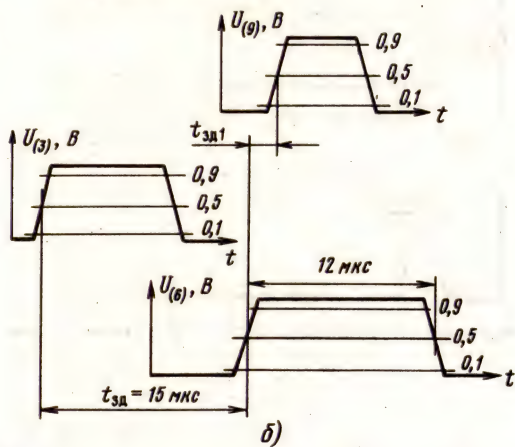 U(9), В
0,9
0,5
0,1
t
tзд1
U(3), В
0,9
0,5
0,1
t
12 мкс
U(6), В
0,9
0,5
0,1
t
tзд = 15 мкс
б)